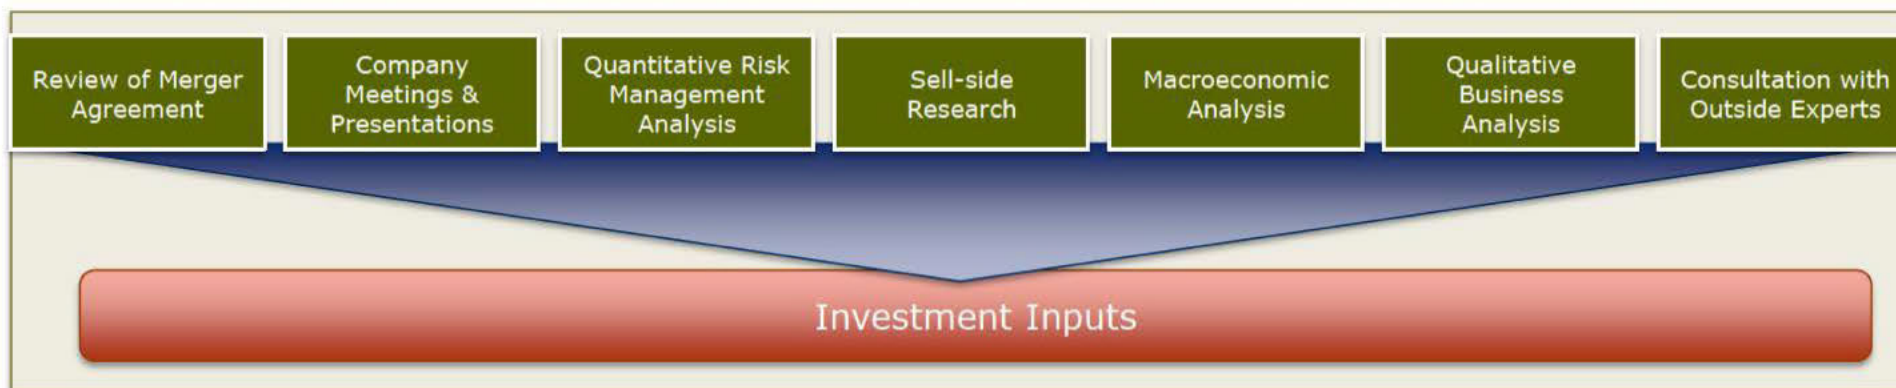 Review of Merger
Agreement
Company
Meetings &
Presentations
Quantitative Risk
Management
Analysis
Sell-side
Research
Macroeconomic
Analysis
Qualitative
Business
Analysis
Consultation with
Outside Experts
Investment Inputs